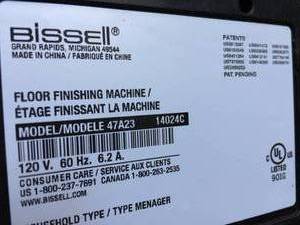 BISSELL
GRAND RAPIDS, MICHIGAN 49544
MADE IN CHINA / FABRIQUÉ EN CHINE
PATENTS
PAT. PENDING
FLOOR FINISHING MACHINE /
ÉTAGE FINISSANT LA MACHINE
MODEL/MODELE 47A23 14024C
120 V. 60 Hz. 6.2 A.
CONSUMER CARE / SERVICE AUX CLIENTS
US 1-800-237-7691 CANADA 1-800-263-2535
BISSELL.COM
C UL US
LISTED
HOUSEHOLD TYPE / TYPE MENAGER